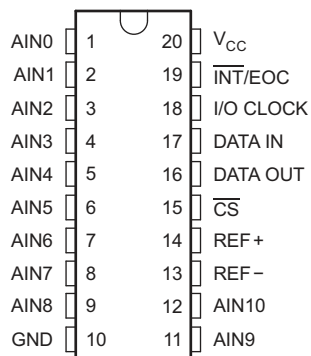 AIN0 1 20 VCC
AIN1 2 19 INT/EOC
AIN2 3 18 I/O CLOCK
AIN3 4 17 DATA IN
AIN4 5 16 DATA OUT
AIN5 6 15 CS
AIN6 7 14 REF+
AIN7 8 13 REF−
AIN8 9 12 AIN10
GND 10 11 AIN9